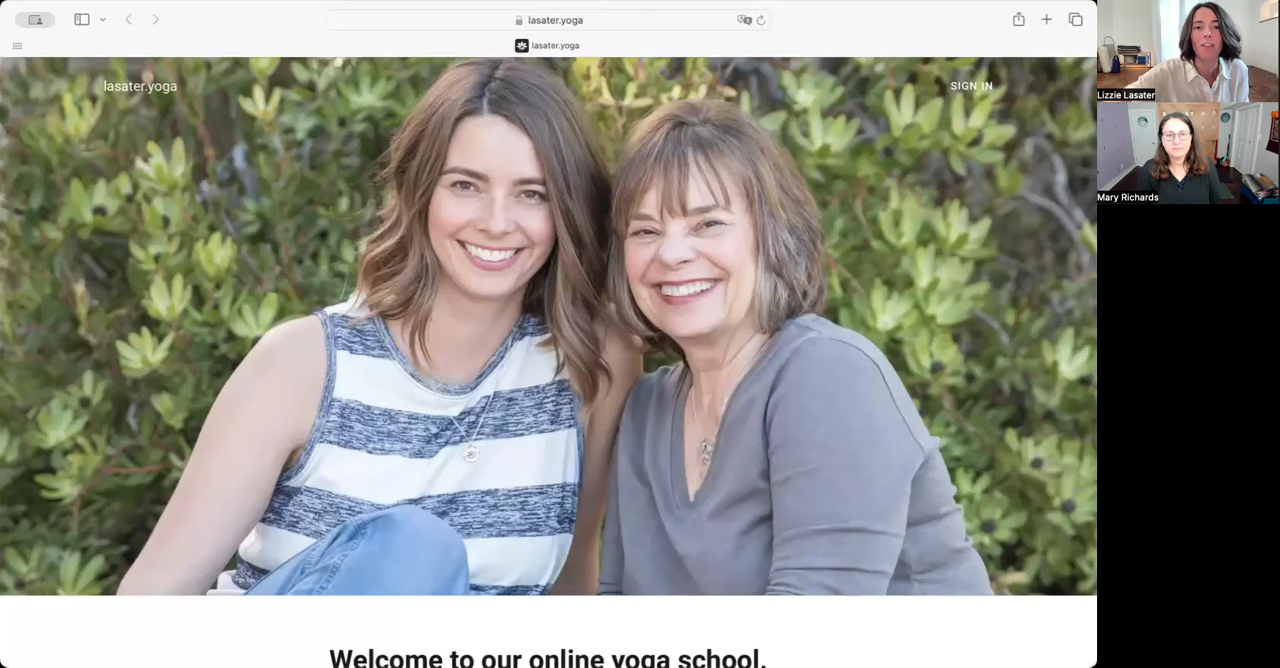 lasater.yoga
lasater.yoga
lasater.yoga
SIGN IN
Welcome to our online yoga school.
Lizzie Lasater
Mary Richards